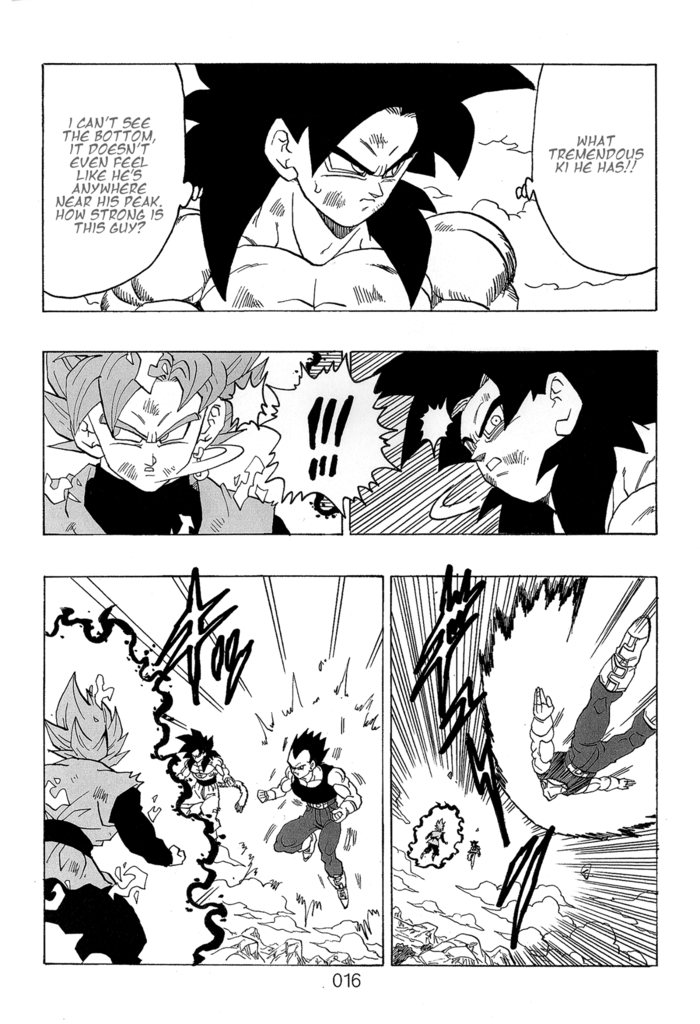 WHAT
TREMENDOUS
KI HE HAS!!
I CAN'T SEE
THE BOTTOM,
IT DOESN'T
EVEN FEEL
LIKE HE'S
ANYWHERE
NEAR HIS PEAK.
HOW STRONG IS
THIS GUY?
!!!
!!!
016